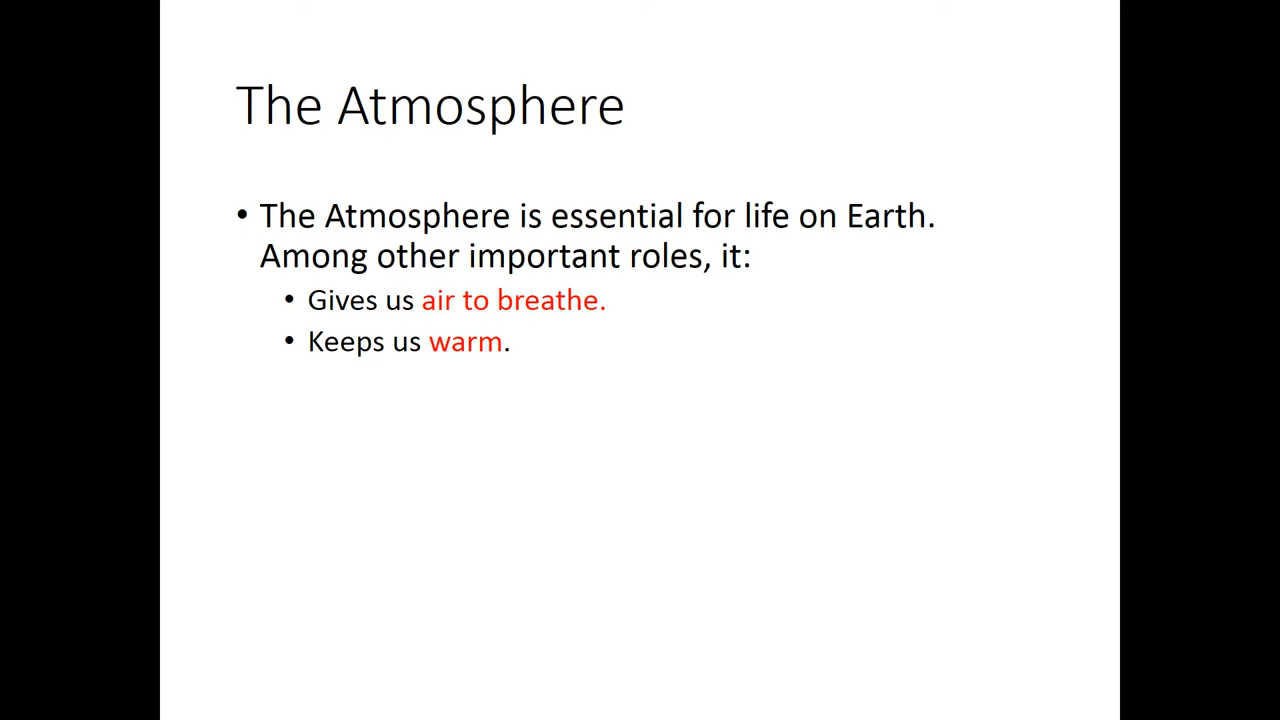 The Atmosphere
• The Atmosphere is essential for life on Earth.
Among other important roles, it:
• Gives us air to breathe.
• Keeps us warm.